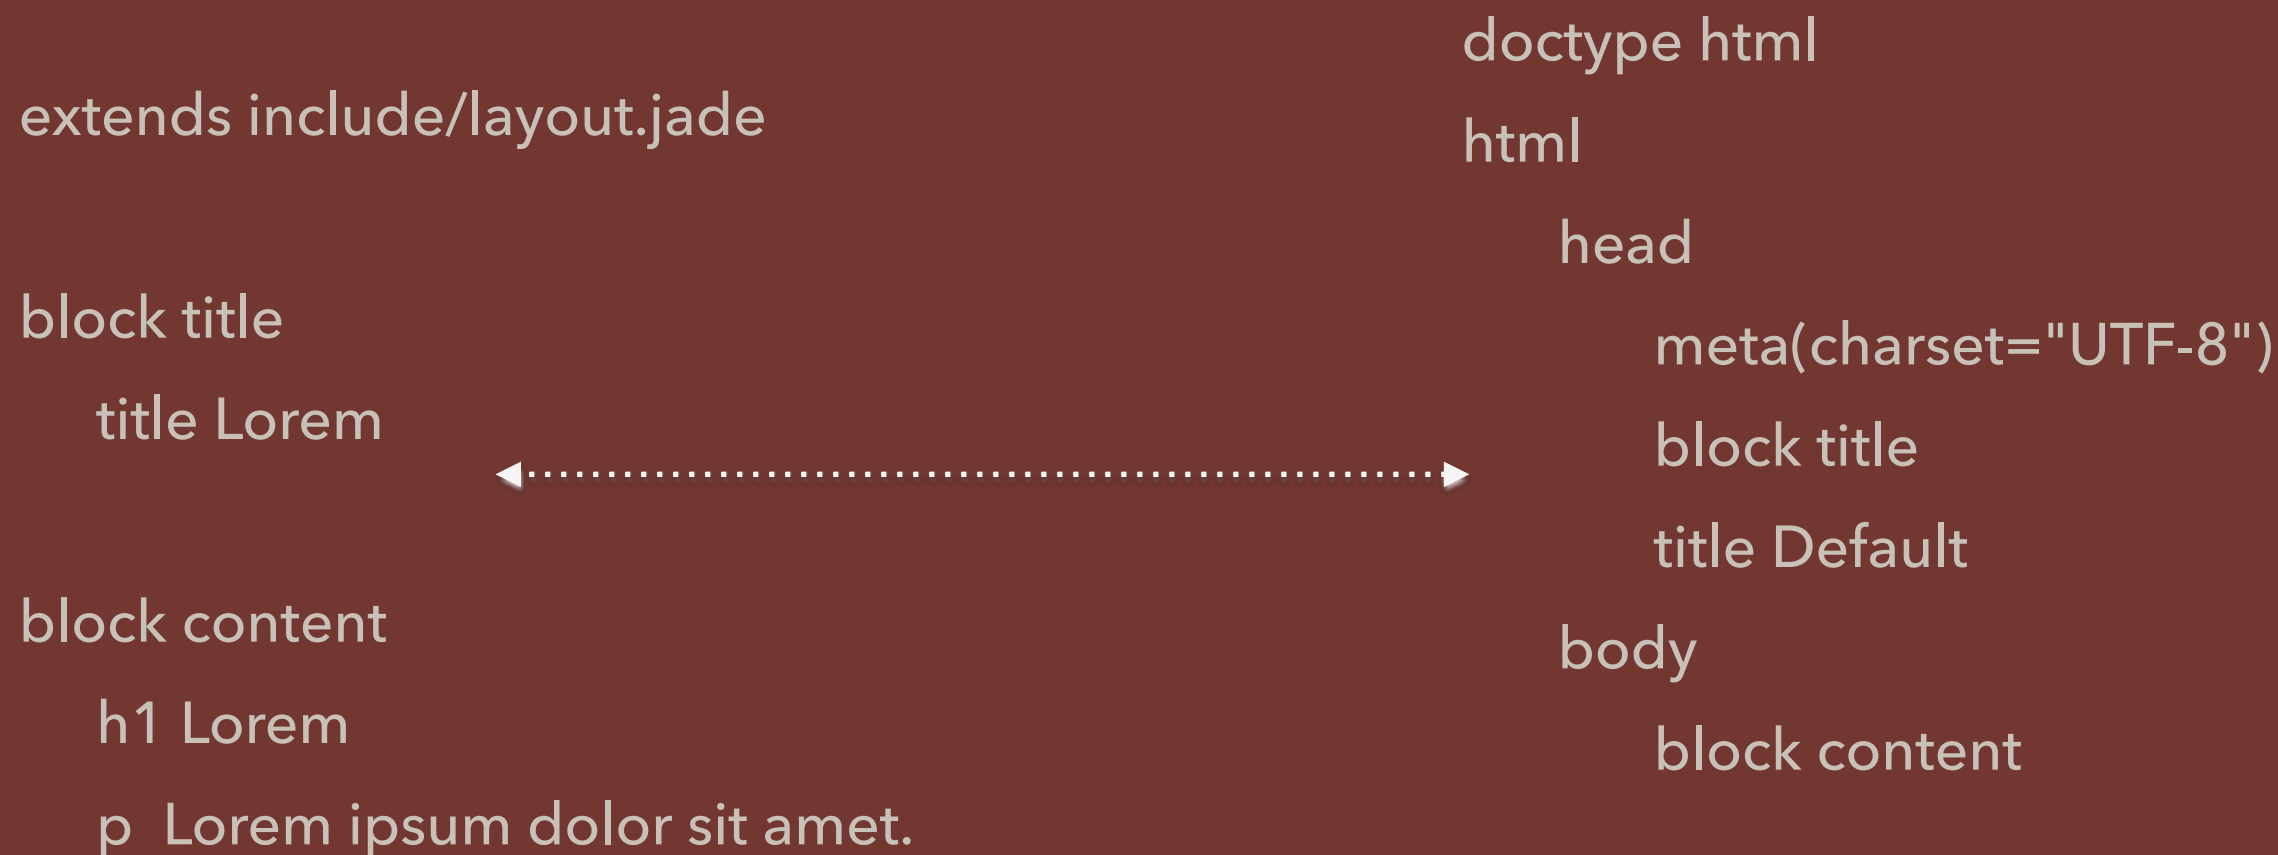 extends include/layout.jade
block title
title Lorem
block content
h1 Lorem
p  Lorem ipsum dolor sit amet.
doctype html
html
head
meta(charset="UTF-8")
block title
title Default
body
block content